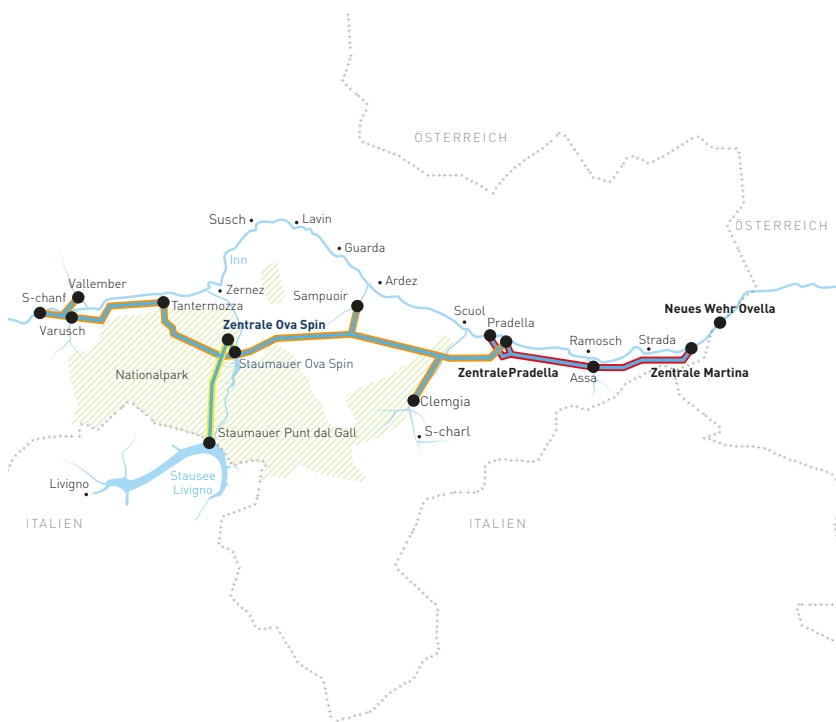 ÖSTERREICH
ÖSTERREICH
Susch
Lavin
Guarda
Inn
Ardez
Zernez
Sampuoir
Vallember
S-chanf
Tantermozza
Varusch
Zentrale Ova Spin
Staumauer Ova Spin
Scuol
Pradella
Neues Wehr Ovella
Ramosch
Strada
Nationalpark
Zentrale Pradella
Assa
Zentrale Martina
Clemgia
S-charl
Staumauer Punt dal Gall
Livigno
Stausee
Livigno
ITALIEN
ITALIEN